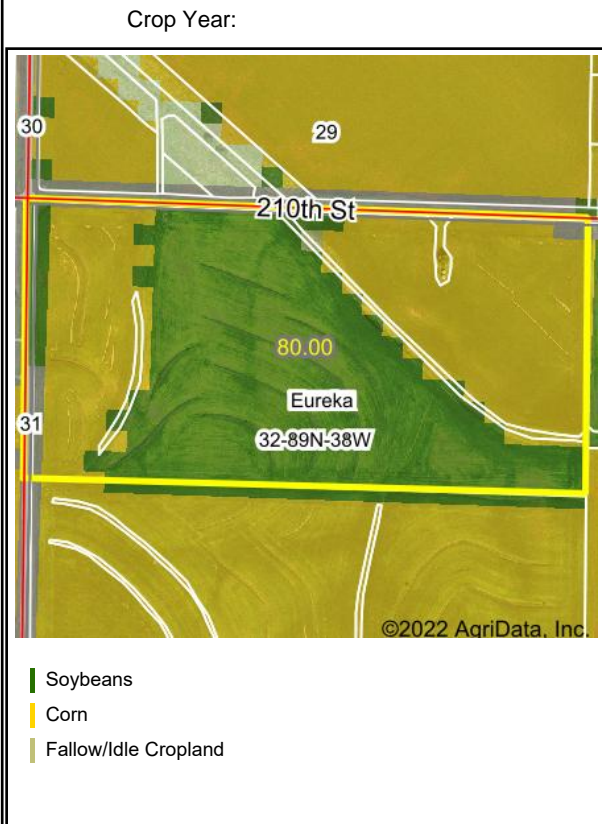 Crop Year:
30
29
210th St
80.00
Eureka
31
32-89N-38W
©2022 AgriData, Inc.
Soybeans
Corn
Fallow/Idle Cropland